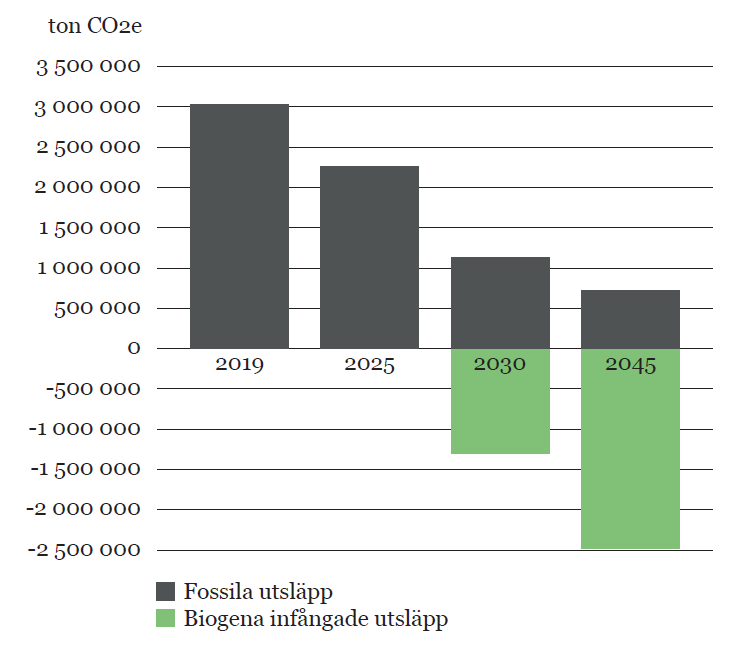 ton CO2e
3 500 000
3 000 000
2 500 000
2 000 000
1 500 000
1 000 000
500 000
0
2019 2025 2030 2045
-500 000
-1 000 000
-1 500 000
-2 000 000
-2 500 000
Fossila utsläpp
Biogena infångade utsläpp